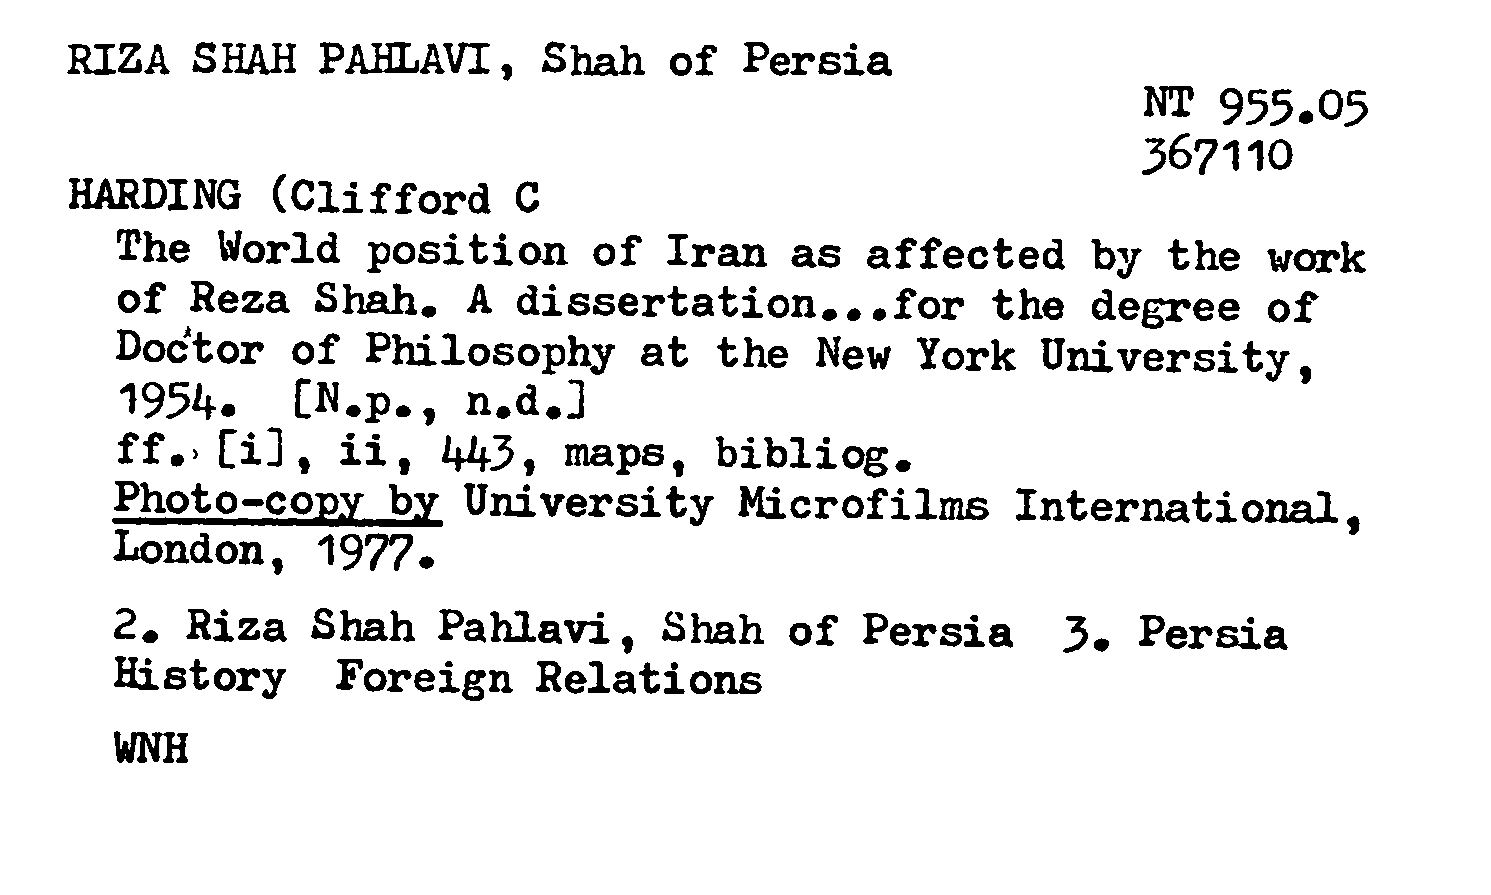 RIZA SHAH PAHLAVI, Shah of Persia
NT 955.05
367110
HARDING (Clifford C
The World position of Iran as affected by the work
of Reza Shah. A dissertation...for the degree of
Doctor of Philosophy at the New York University,
1954. [N.p., n.d.]
ff. [i], ii, 443, maps, bibliog.
Photo-copy by University Microfilms International,
London, 1977.
2. Riza Shah Pahlavi, Shah of Persia 3. Persia
History Foreign Relations
WNH